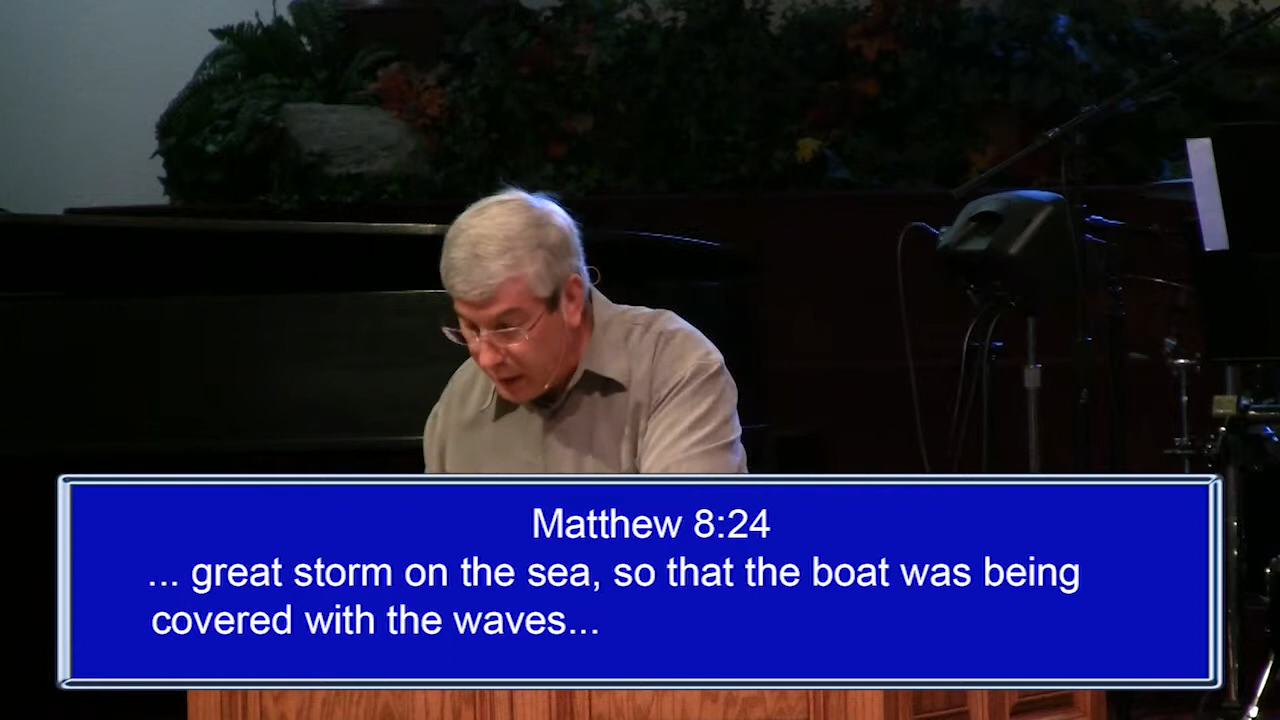 Matthew 8:24
... great storm on the sea, so that the boat was being
covered with the waves...